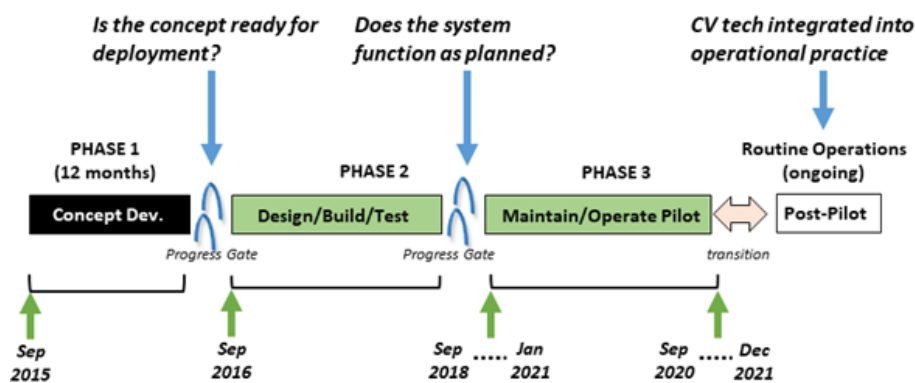 Is the concept ready for
deployment?
Does the system
function as planned?
CV tech integrated into
operational practice
PHASE 1
(12 months)
PHASE 2
PHASE 3
Routine Operations
(ongoing)
Concept Dev.
Design/Build/Test
Maintain/Operate Pilot
Post-Pilot
Progress Gate
Progress Gate
transition
Sep
2015
Sep
2016
Sep ..... Jan
2018 2021
Sep ..... Dec
2020 2021